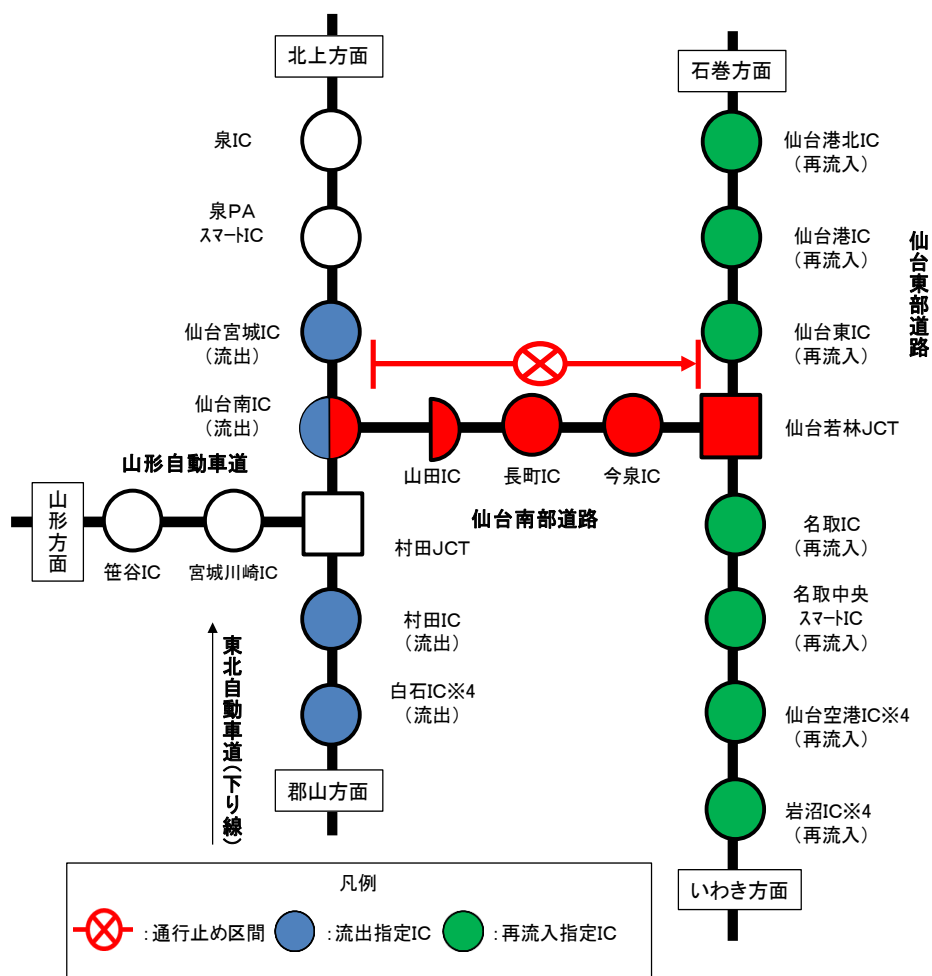 北上方面
石巻方面
泉IC
仙台港北IC
（再流入）
泉PA
スマートIC
仙台港IC
（再流入）
仙台東部道路
仙台宮城IC
（流出）
仙台東IC
（再流入）
仙台南IC
（流出）
仙台若林JCT
山形自動車道
山田IC
長町IC
今泉IC
山形方面
仙台南部道路
名取IC
（再流入）
笹谷IC
宮城川崎IC
村田JCT
名取中央
スマートIC
（再流入）
村田IC
（流出）
東北自動車道（下り線）
白石IC※4
（流出）
仙台空港IC※4
（再流入）
郡山方面
岩沼IC※4
（再流入）
いわき方面
凡例
：通行止め区間
：流出指定IC
：再流入指定IC